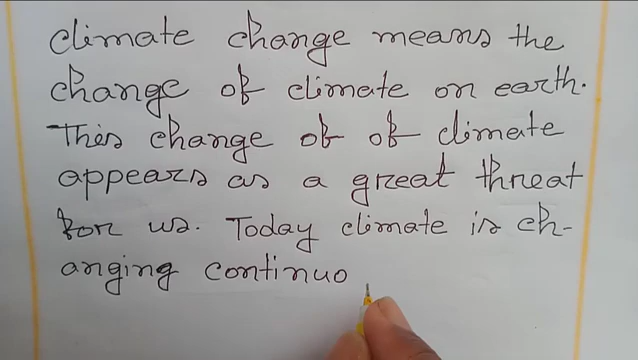 climate change means the
change of climate on earth.
This change of of climate
appears as a great threat
for us. Today climate is ch-
anging continuo